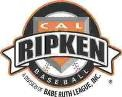 CAL
RIPKEN
BASEBALL
A DIVISION OF BABE RUTH LEAGUE, INC.